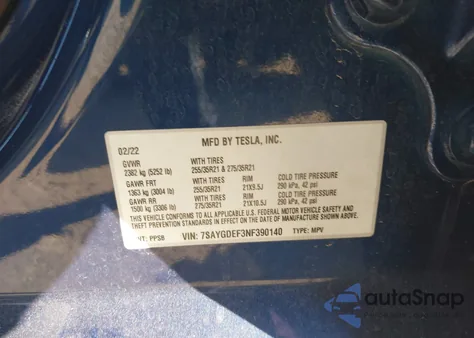 MFD BY TESLA, INC.
02/22
GVWR WITH TIRES
2382 kg (5252 lb) 255/35R21 & 275/35R21
GAWR FRT WITH TIRES RIM COLD TIRE PRESSURE
1363 kg (3004 lb) 255/35R21 21X9.5J 290 kPa, 42 psi
GAWR RR WITH TIRES RIM COLD TIRE PRESSURE
1500 kg (3306 lb) 275/35R21 21X10.5J 290 kPa, 42 psi
THIS VEHICLE CONFORMS TO ALL APPLICABLE U.S. FEDERAL MOTOR VEHICLE SAFETY AND
THEFT PREVENTION STANDARDS IN EFFECT ON THE DATE OF MANUFACTURE SHOWN ABOVE.
PPSB VIN: 7SAYGDEF3NF390140 TYPE: MPV
autoSnap